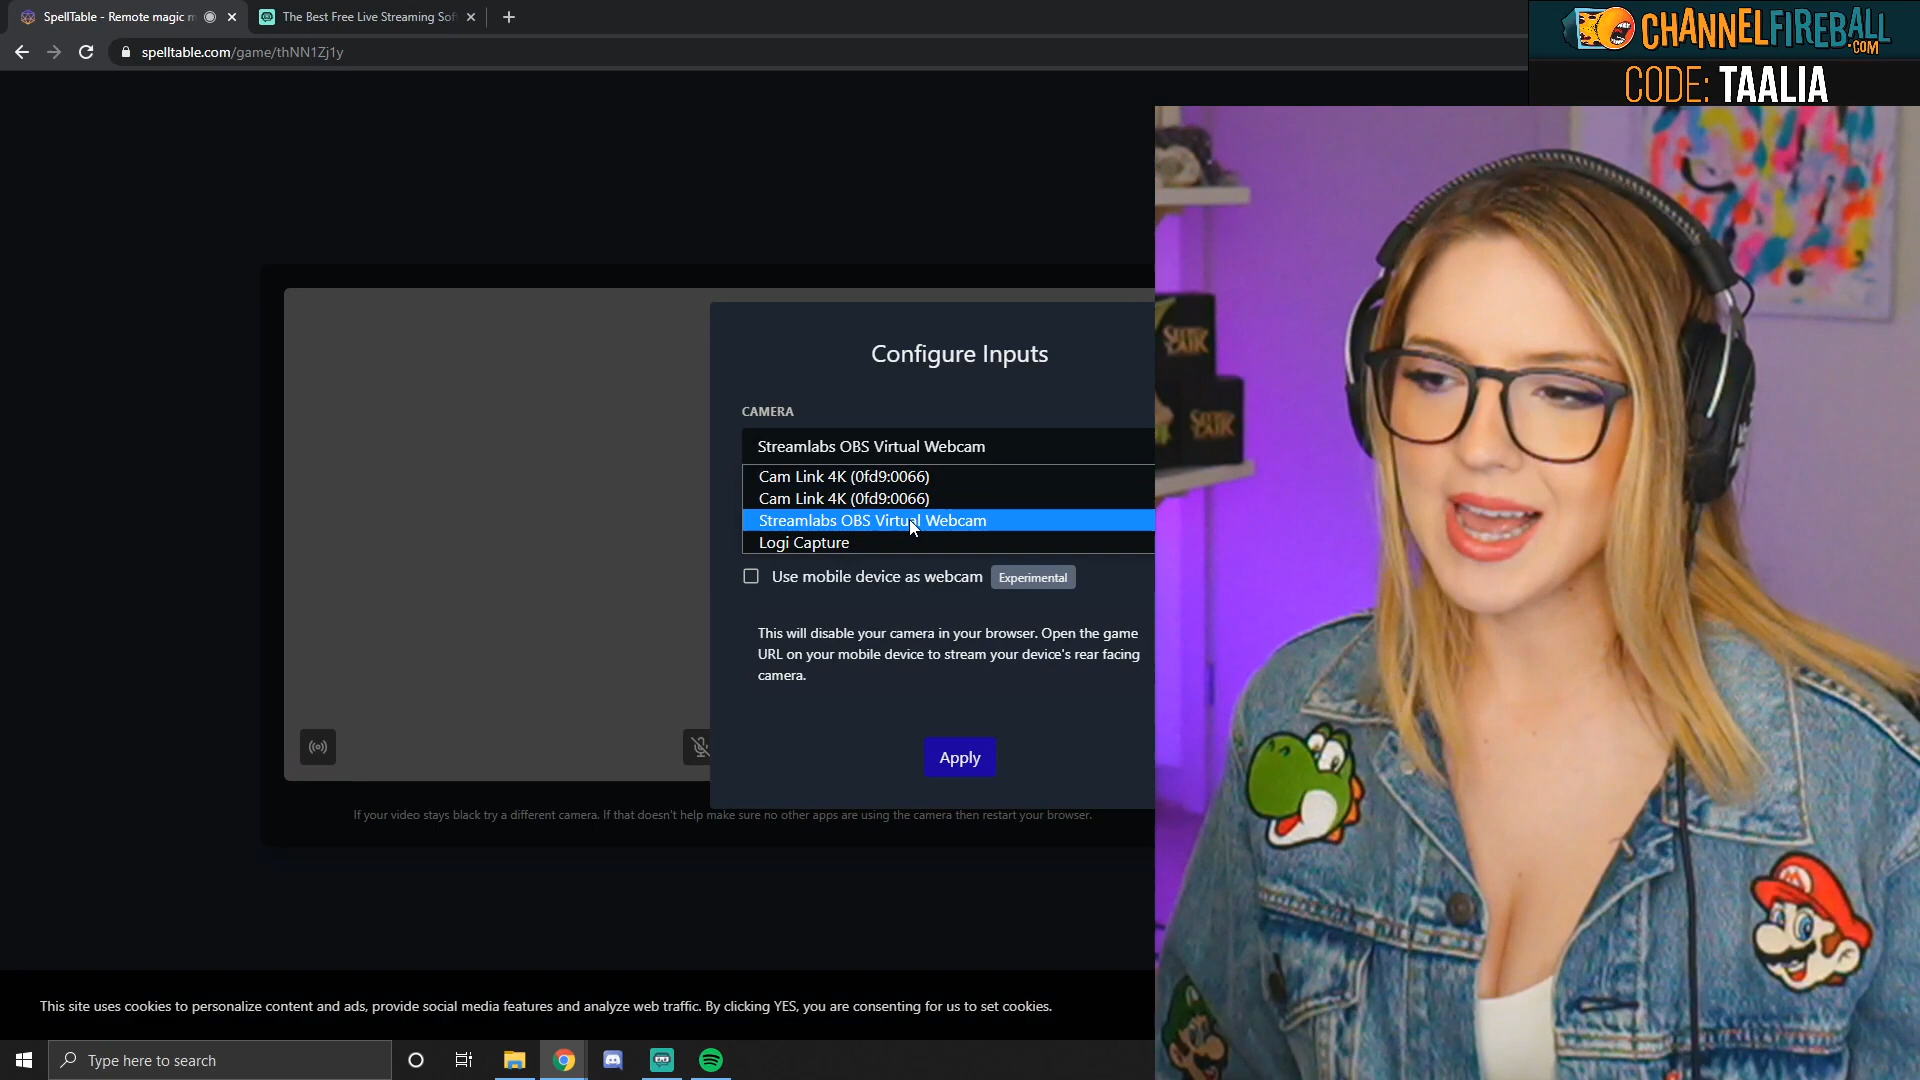 SpellTable - Remote magic m
The Best Free Live Streaming Sof
spelltable.com/game/thNN1Zj1y
CHANNELFIREBALL
.COM
CODE: TAALIA
Configure Inputs
CAMERA
Streamlabs OBS Virtual Webcam
Cam Link 4K (0fd9:0066)
Cam Link 4K (0fd9:0066)
Streamlabs OBS Virtual Webcam
Logi Capture
Use mobile device as webcam Experimental
This will disable your camera in your browser. Open the game
URL on your mobile device to stream your device's rear facing
camera.
Apply
If your video stays black try a different camera. If that doesn't help make sure no other apps are using the camera then restart your browser.
This site uses cookies to personalize content and ads, provide social media features and analyze web traffic. By clicking YES, you are consenting for us to set cookies.
Type here to search